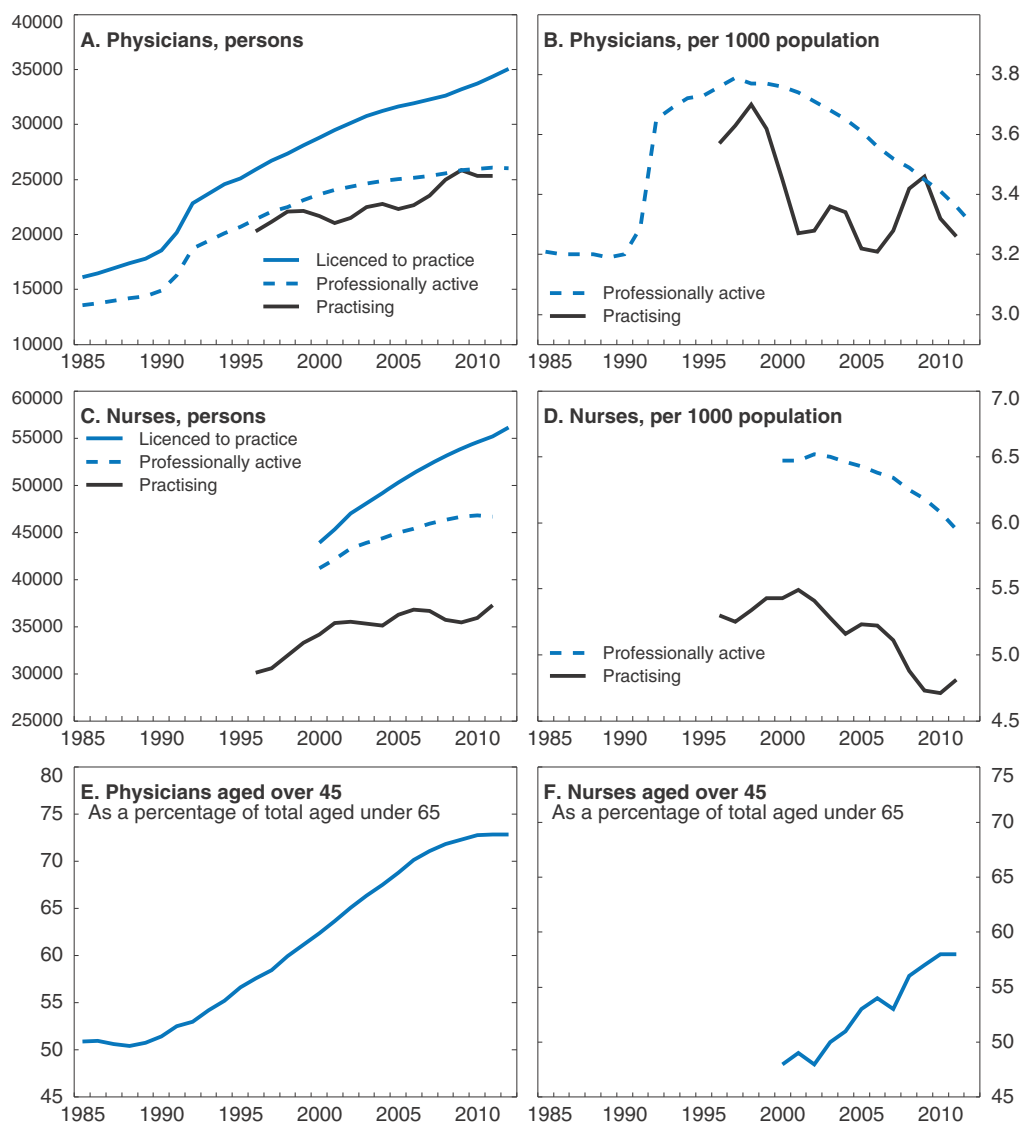 A. Physicians, persons
40000
35000
30000
25000
20000
15000
10000
Licenced to practice
Professionally active
Practising
1985 1990 1995 2000 2005 2010
B. Physicians, per 1000 population
3.8
3.6
3.4
3.2
3.0
Professionally active
Practising
1985 1990 1995 2000 2005 2010
C. Nurses, persons
60000
55000
50000
45000
40000
35000
30000
25000
Licenced to practice
Professionally active
Practising
1985 1990 1995 2000 2005 2010
D. Nurses, per 1000 population
7.0
6.5
6.0
5.5
5.0
4.5
Professionally active
Practising
1985 1990 1995 2000 2005 2010
E. Physicians aged over 45
As a percentage of total aged under 65
80
75
70
65
60
55
50
45
1985 1990 1995 2000 2005 2010
F. Nurses aged over 45
As a percentage of total aged under 65
75
70
65
60
55
50
45
1985 1990 1995 2000 2005 2010